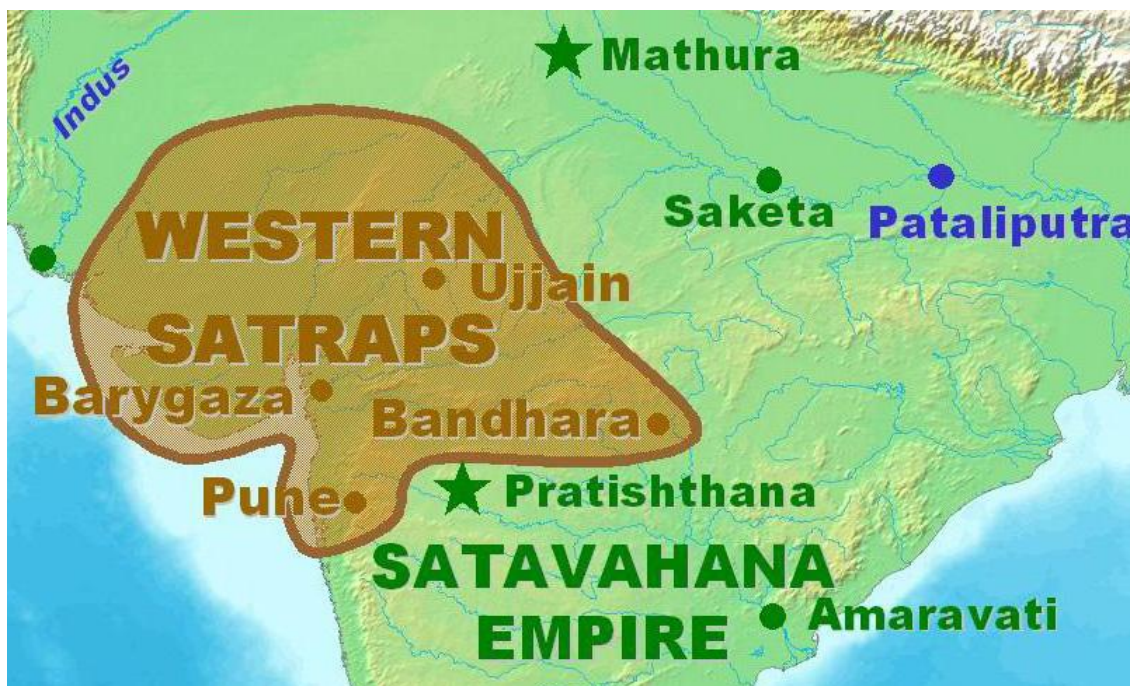 Mathura
Indus
Saketa
Pataliputra
WESTERN
Ujjain
SATRAPS
Barygaza
Bandhara
Pune
Pratishthana
SATAVAHANA
EMPIRE
Amaravati